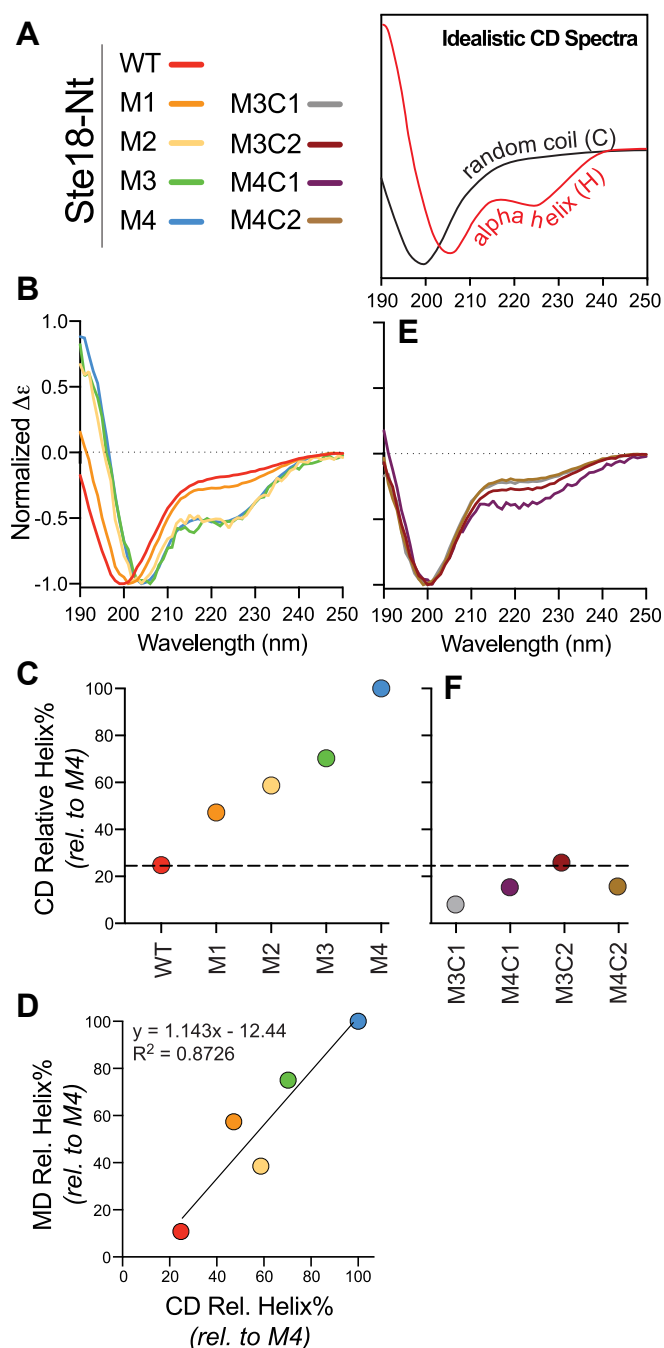 A
Ste18-Nt
WT
M1
M2
M3
M4
M3C1
M3C2
M4C1
M4C2
Idealistic CD Spectra
random coil (C)
alpha helix (H)
190 200 210 220 230 240 250
B
Normalized Δε
1.0
0.5
0.0
-0.5
-1.0
190 200 210 220 230 240 250
Wavelength (nm)
E
190 200 210 220 230 240 250
Wavelength (nm)
C
CD Relative Helix%
(rel. to M4)
100
80
60
40
20
0
WT M1 M2 M3 M4
F
M3C1 M4C1 M3C2 M4C2
D
MD Rel. Helix%
(rel. to M4)
100
80
60
40
20
0
y = 1.143x - 12.44
R² = 0.8726
0 20 40 60 80 100
CD Rel. Helix%
(rel. to M4)